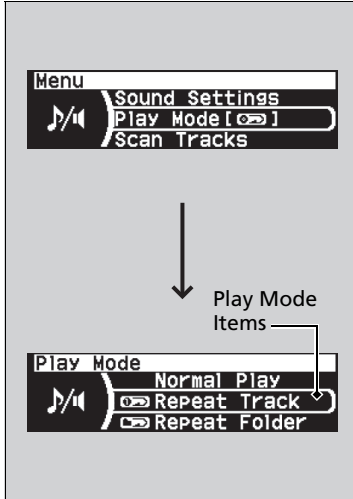 Menu
Sound Settings
Play Mode[ ]
Scan Tracks
Play Mode
Items
Play Mode
Normal Play
Repeat Track
Repeat Folder